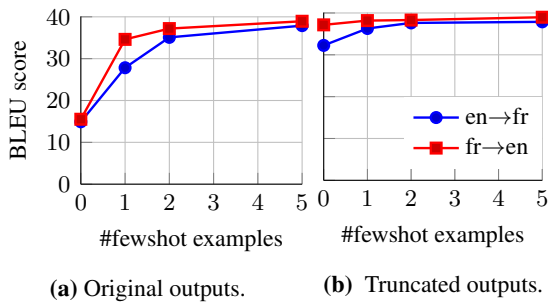 BLEU score
40
30
20
10
0
0 1 2 3 4 5
#fewshot examples
(a) Original outputs.
en→fr
fr→en
0 1 2 3 4 5
#fewshot examples
(b) Truncated outputs.